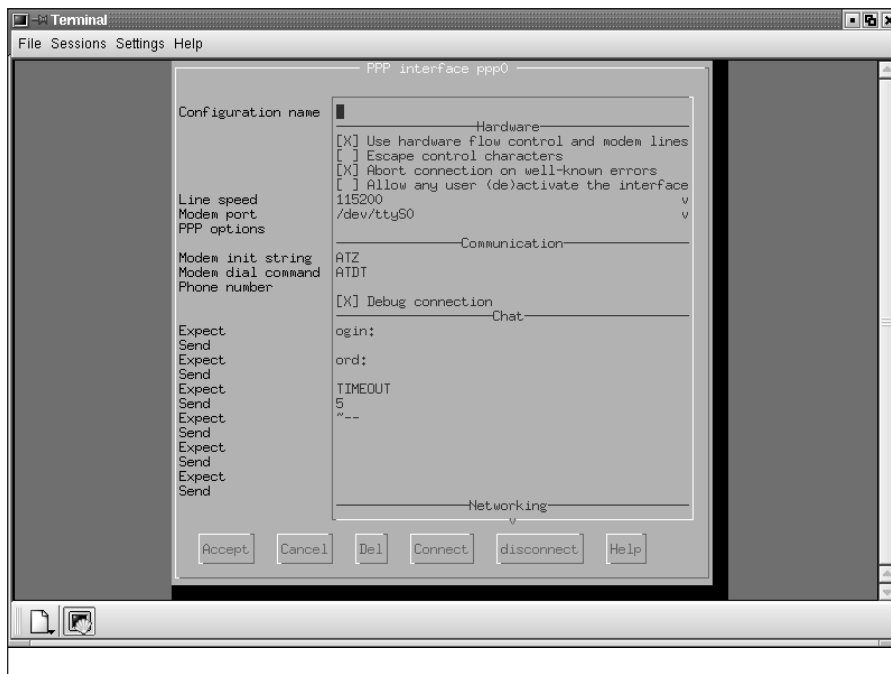 Terminal
File Sessions Settings Help
PPP interface ppp0
Configuration name
Hardware
[X] Use hardware flow control and modem lines
[ ] Escape control characters
[X] Abort connection on well-known errors
[ ] Allow any user (de)activate the interface
Line speed 115200 v
Modem port /dev/ttyS0 v
PPP options
Communication
Modem init string ATZ
Modem dial command ATDT
Phone number
[X] Debug connection
Chat
Expect ogin:
Send
Expect ord:
Send
Expect TIMEOUT
Send 5
Expect ~--
Send
Expect
Send
Expect
Send
Networking
v
Accept Cancel Del Connect disconnect Help